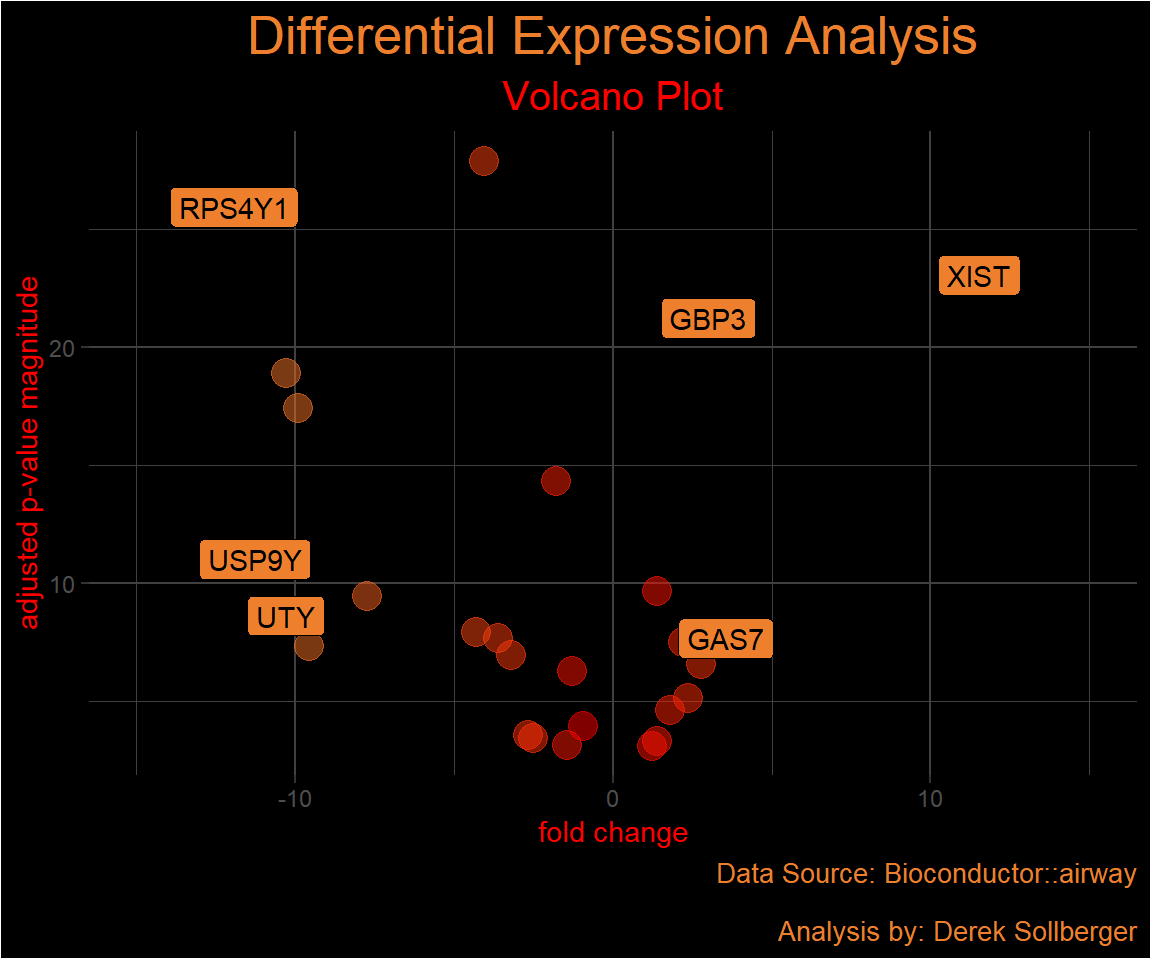 Differential Expression Analysis
Volcano Plot
adjusted p-value magnitude
RPS4Y1
XIST
GBP3
20
USP9Y
10
UTY
GAS7
-10
0
10
fold change
Data Source: Bioconductor::airway
Analysis by: Derek Sollberger